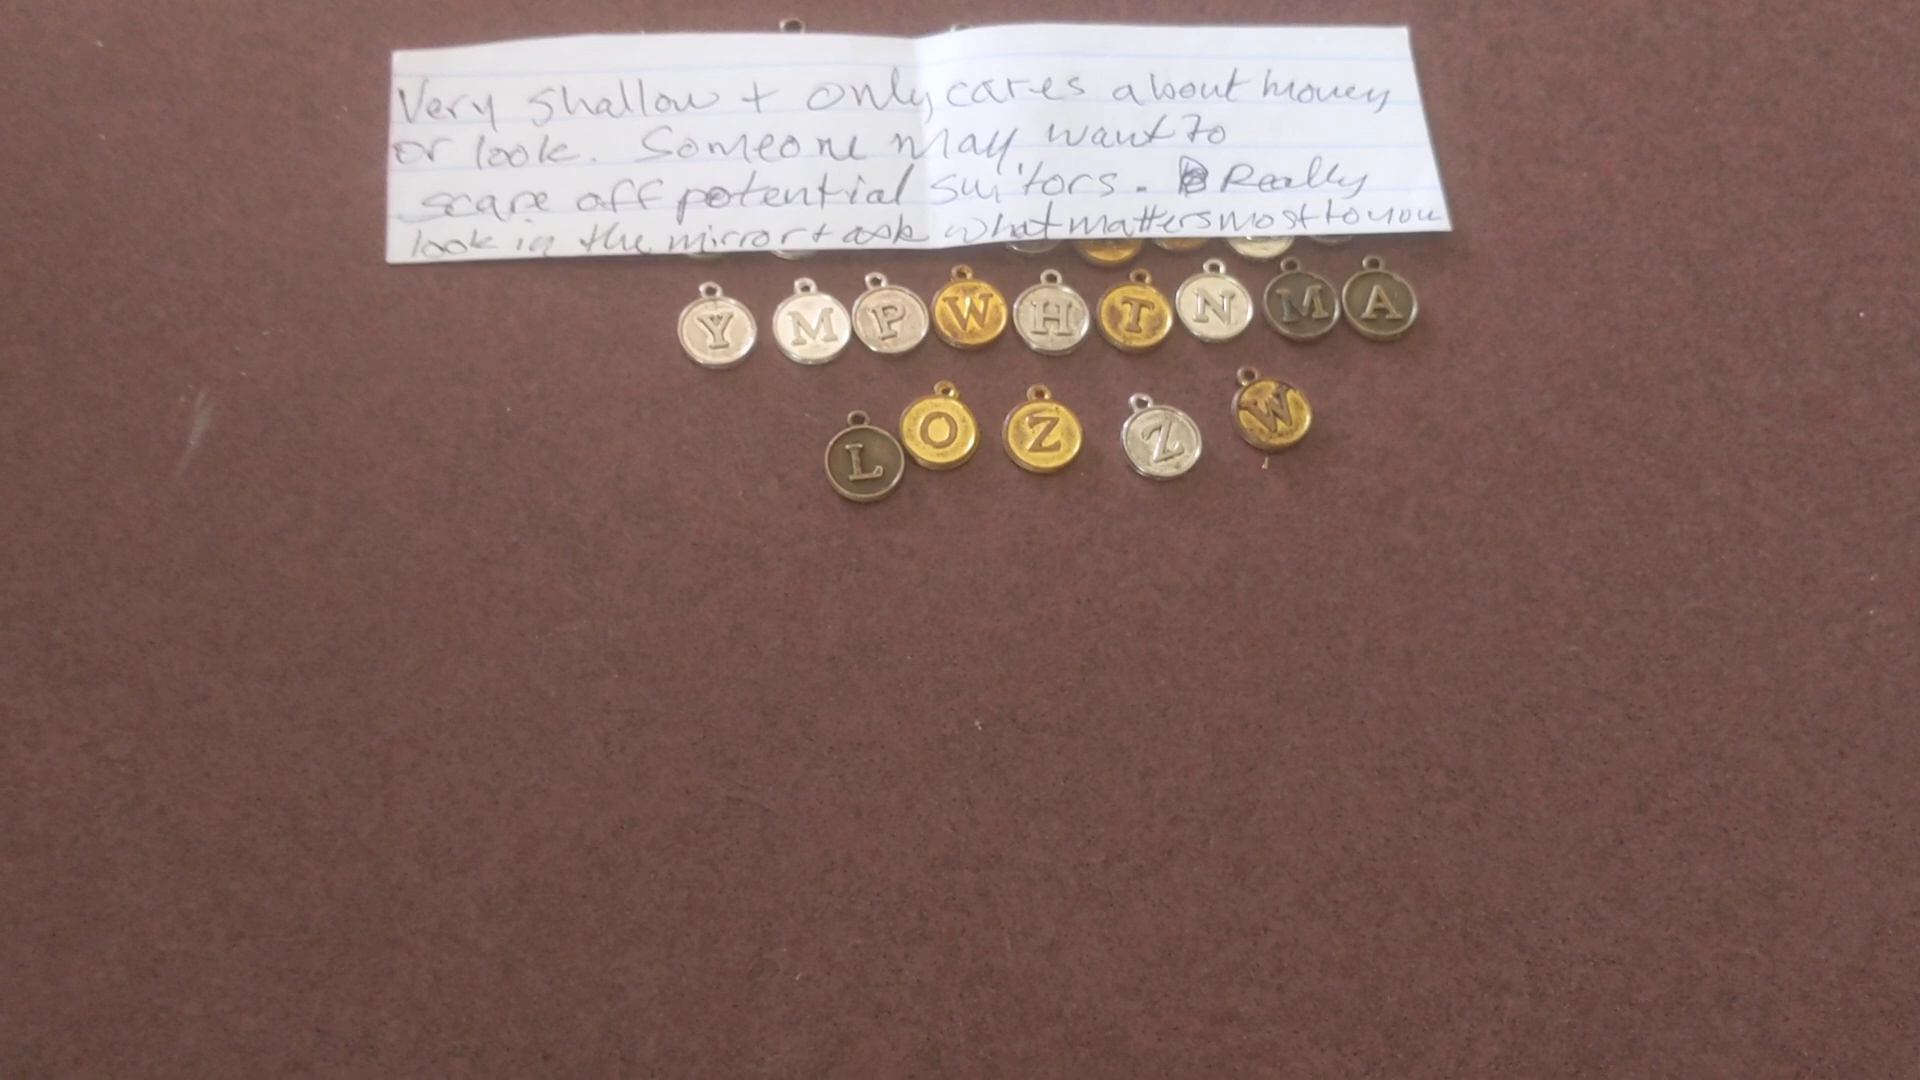 Very shallow + only cares about money
or look. Someone may want to
scare off potential suitors. Really
look in the mirror + ask what matters most to you
Y M P W H T N M A
L O Z Z W